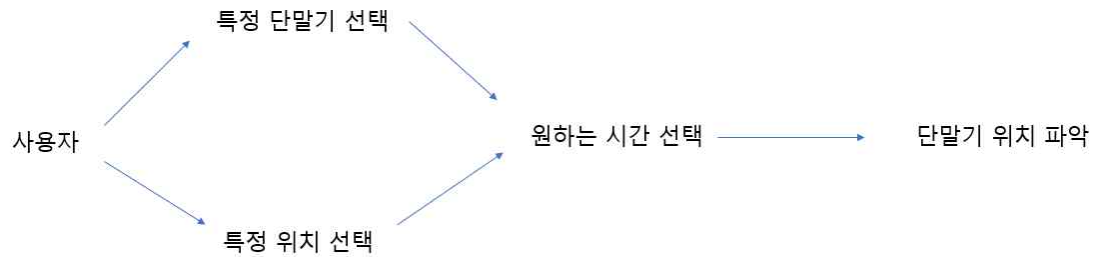 특정 단말기 선택
사용자
원하는 시간 선택
단말기 위치 파악
특정 위치 선택